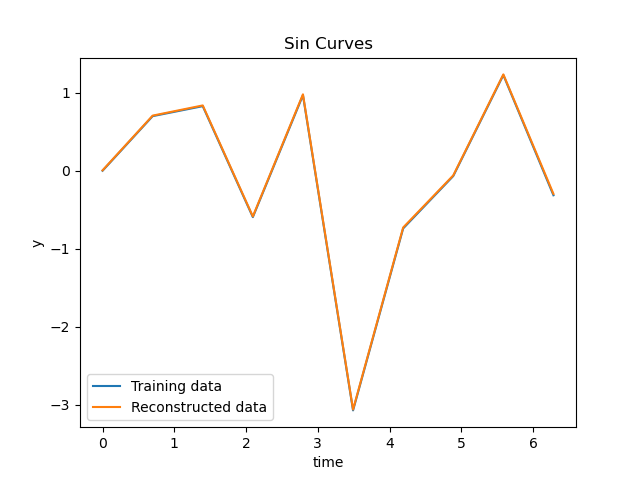 Sin Curves
1
0
−1
−2
−3
y
Training data
Reconstructed data
0 1 2 3 4 5 6
time